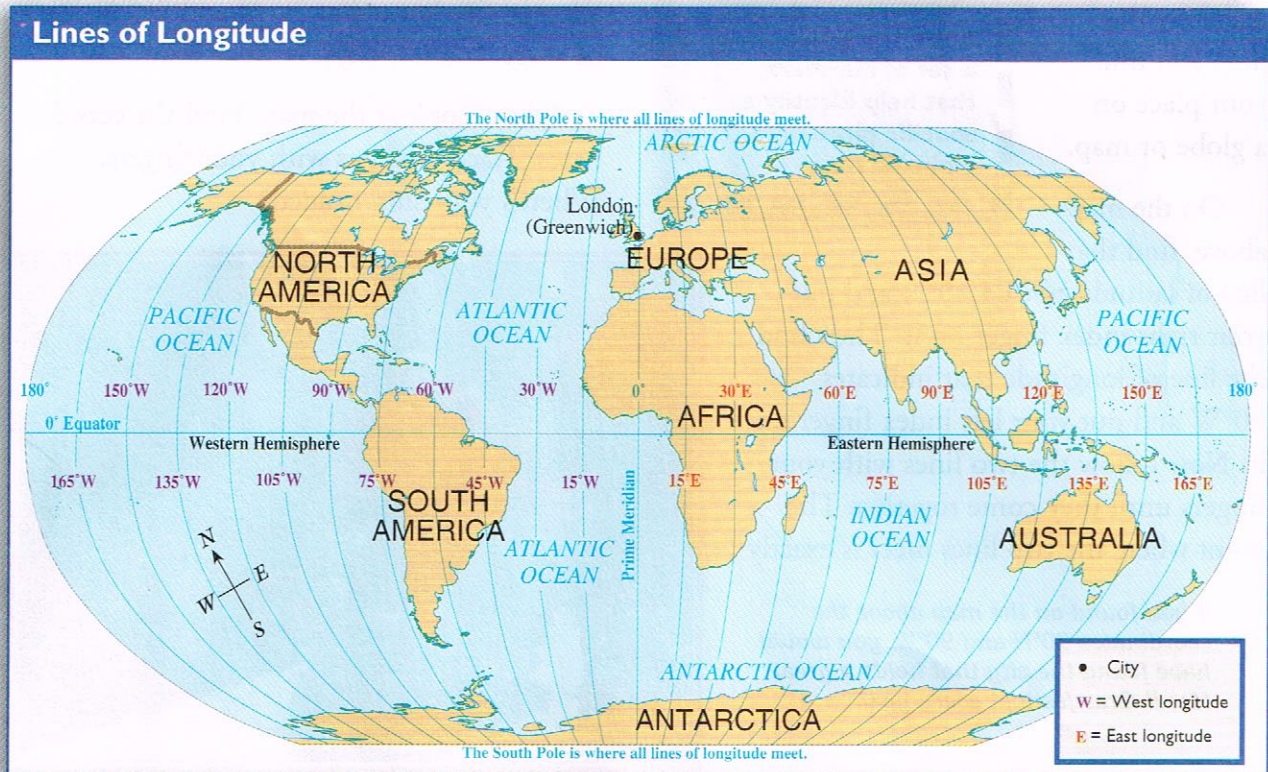 Lines of Longitude
The North Pole is where all lines of longitude meet.
ARCTIC OCEAN
London
(Greenwich)
NORTH
AMERICA
EUROPE
ASIA
PACIFIC
OCEAN
ATLANTIC
OCEAN
PACIFIC
OCEAN
180° 150°W 120°W 90°W 60°W 30°W 0° 30°E 60°E 90°E 120°E 150°E 180°
AFRICA
0° Equator
Western Hemisphere
Eastern Hemisphere
165°W 135°W 105°W 75°W 45°W 15°W 15°E 45°E 75°E 105°E 135°E 165°E
SOUTH
AMERICA
ATLANTIC
OCEAN
Prime Meridian
INDIAN
OCEAN
AUSTRALIA
N
E
W
S
ANTARCTIC OCEAN
ANTARCTICA
The South Pole is where all lines of longitude meet.
City
W = West longitude
E = East longitude
a globe or map.